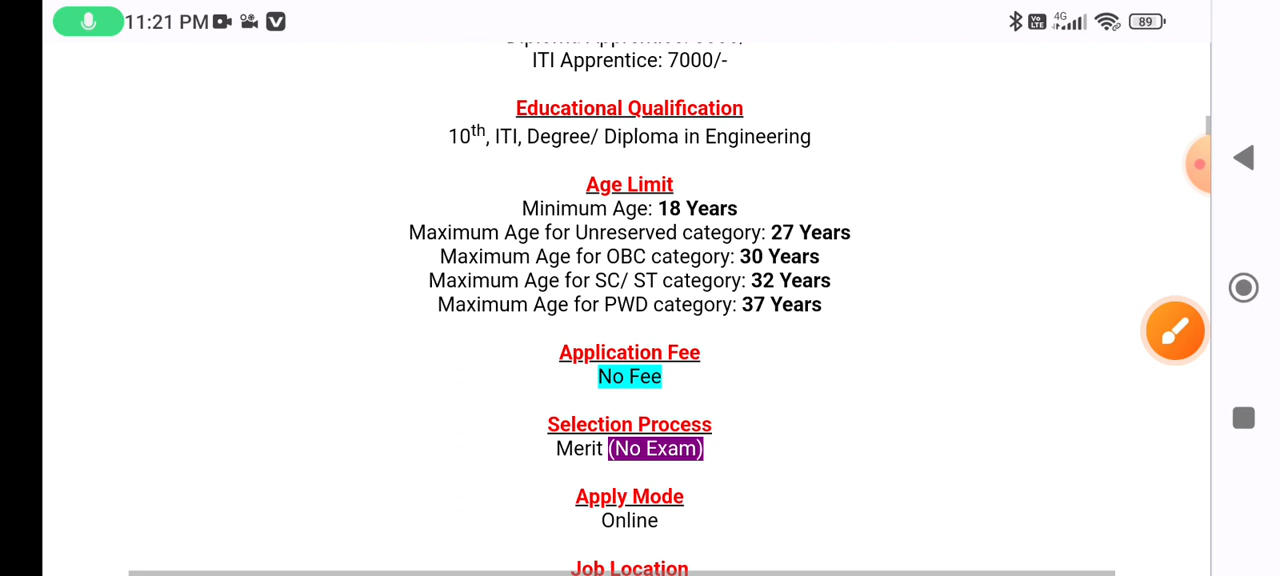 11:21 PM
Vo LTE 4G 89
ITI Apprentice: 7000/-
Educational Qualification
10th, ITI, Degree/ Diploma in Engineering
Age Limit
Minimum Age: 18 Years
Maximum Age for Unreserved category: 27 Years
Maximum Age for OBC category: 30 Years
Maximum Age for SC/ ST category: 32 Years
Maximum Age for PWD category: 37 Years
Application Fee
No Fee
Selection Process
Merit (No Exam)
Apply Mode
Online
Job Location